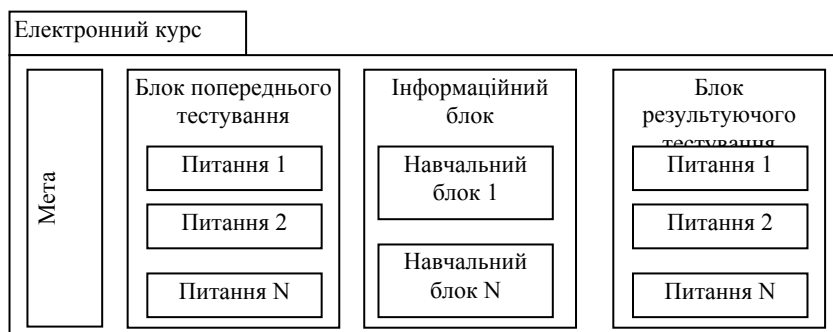 Електронний курс
Мета
Блок попереднього
тестування
Питання 1
Питання 2
Питання N
Інформаційний
блок
Навчальний
блок 1
Навчальний
блок N
Блок
результуючого
тестування
Питання 1
Питання 2
Питання N